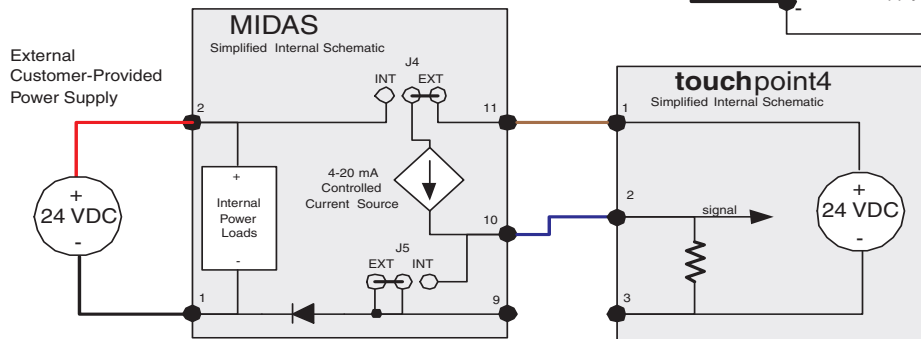 MIDAS
Simplified Internal Schematic
External
Customer-Provided
Power Supply
J4
INT
EXT
2
11
+
24 VDC
-
+
Internal
Power
Loads
-
4-20 mA
Controlled
Current Source
10
J5
EXT
INT
1
9
-
touchpoint4
Simplified Internal Schematic
1
2
signal
+
24 VDC
-
3